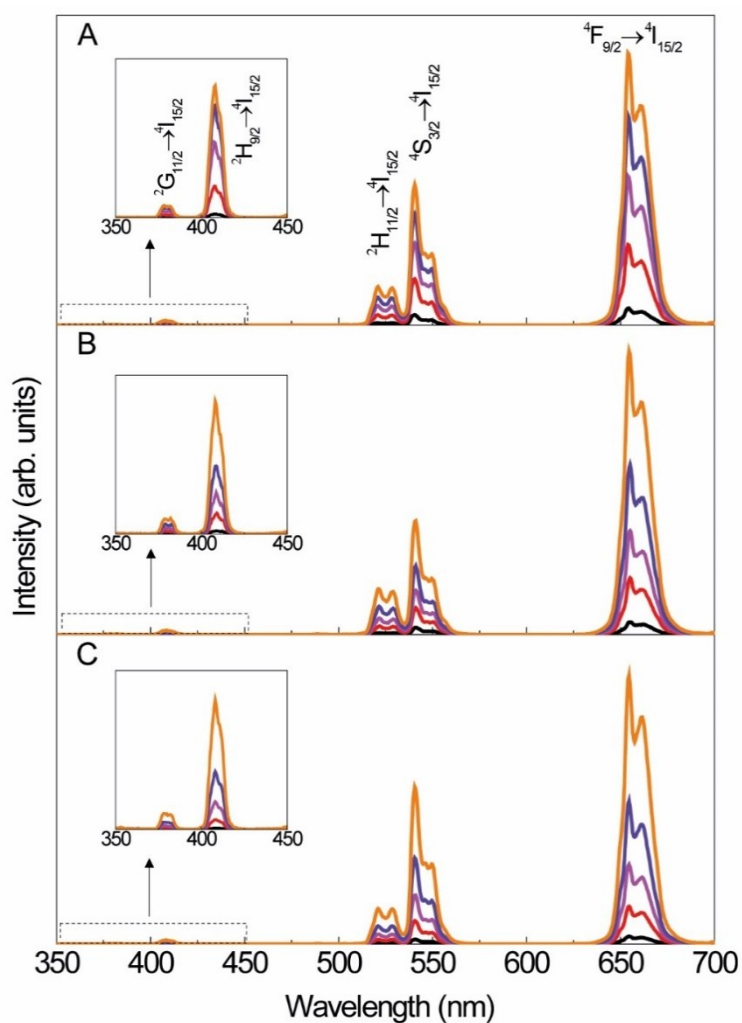 A
²G₁₁/₂→⁴I₁₅/₂
²H₉/₂→⁴I₁₅/₂
350 400 450
²H₁₁/₂→⁴I₁₅/₂
⁴S₃/₂→⁴I₁₅/₂
⁴F₉/₂→⁴I₁₅/₂
B
350 400 450
C
350 400 450
Intensity (arb. units)
350 400 450 500 550 600 650 700
Wavelength (nm)